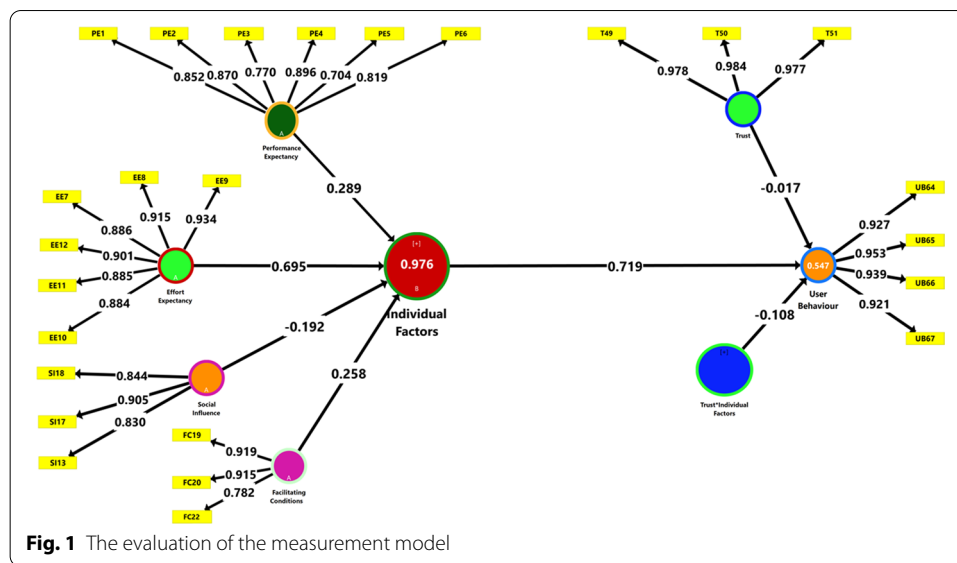 PE1 PE2 PE3 PE4 PE5 PE6
0.852 0.870 0.770 0.896 0.704 0.819
A
Performance
Expectancy
0.289
T49 T50 T51
0.978 0.984 0.977
Trust
-0.017
EE7 EE8 EE9
EE12
EE11
EE10
0.886 0.915 0.934
0.901
0.885
0.884
A
Effort
Expectancy
0.695
[+]
0.976
B
Individual
Factors
0.719
0.547
User
Behaviour
UB64
UB65
UB66
UB67
0.927
0.953
0.939
0.921
-0.108
[+]
Trust*Individual
Factors
-0.192
SI18
SI17
SI13
0.844
0.905
0.830
A
Social
Influence
0.258
FC19
FC20
FC22
0.919
0.915
0.782
A
Facilitating
Conditions
Fig. 1 The evaluation of the measurement model